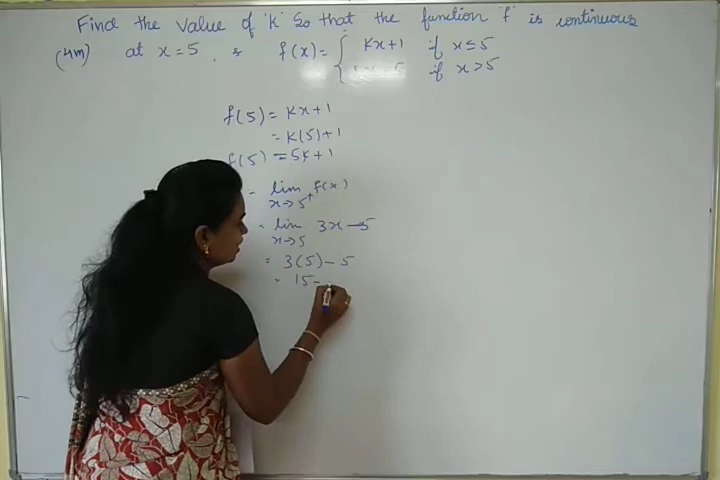 Find the value of 'K' so that the function 'f' is continuous
(4m) at x = 5 , f(x) = { Kx+1 if x ≤ 5
- 5 if x > 5
f(5) = Kx+1
= K(5)+1
f(5) = 5K+1
lim x→5⁺ f(x)
= lim x→5 3x - 5
= 3(5) - 5
= 15 -